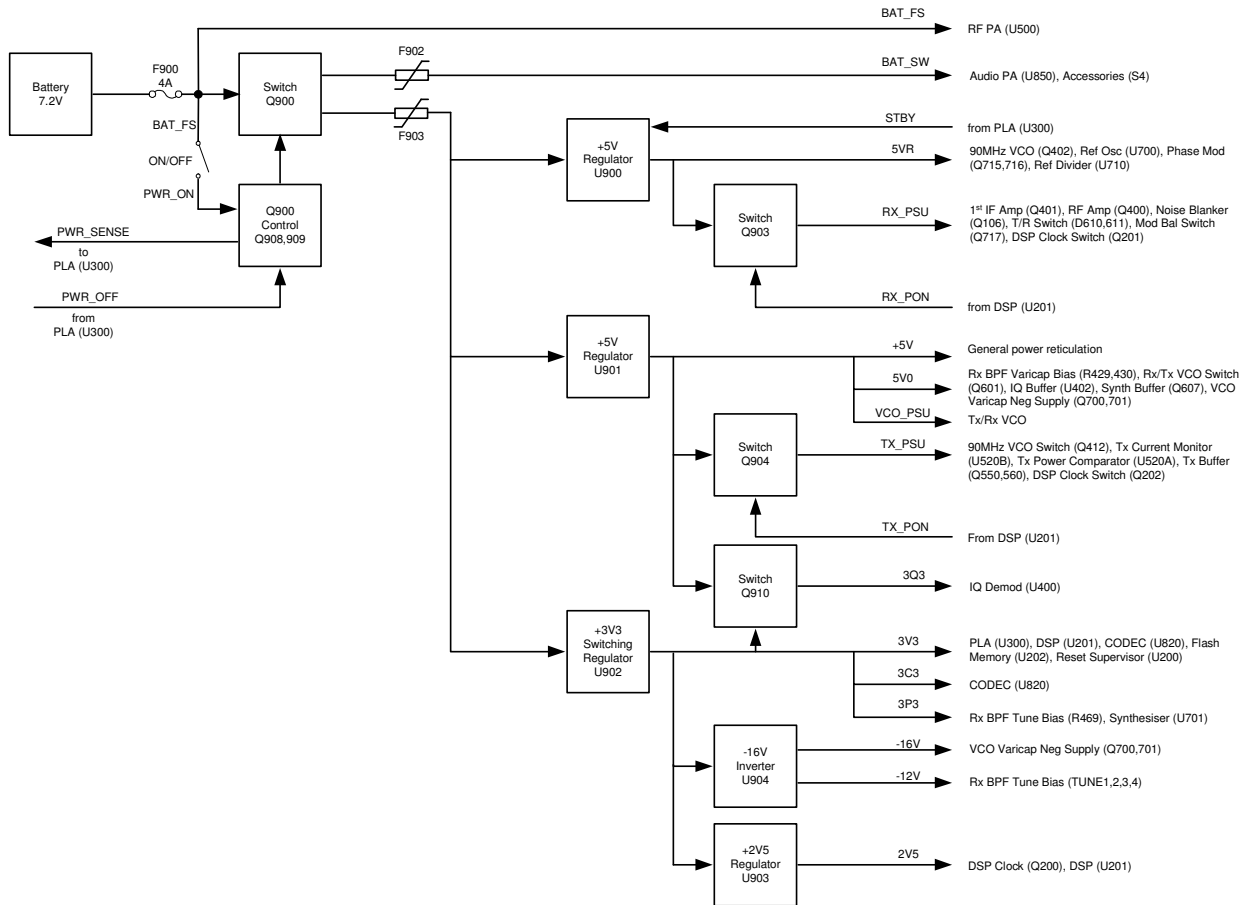 BAT_FS
RF PA (U500)
Battery
7.2V
F900
4A
BAT_FS
ON/OFF
PWR_ON
Switch
Q900
F902
BAT_SW
Audio PA (U850), Accessories (S4)
F903
Q900
Control
Q908,909
PWR_SENSE
to
PLA (U300)
PWR_OFF
from
PLA (U300)
+5V
Regulator
U900
STBY
from PLA (U300)
5VR
90MHz VCO (Q402), Ref Osc (U700), Phase Mod
(Q715,716), Ref Divider (U710)
Switch
Q903
RX_PSU
1st IF Amp (Q401), RF Amp (Q400), Noise Blanker
(Q106), T/R Switch (D610,611), Mod Bal Switch
(Q717), DSP Clock Switch (Q201)
RX_PON
from DSP (U201)
+5V
Regulator
U901
+5V
General power reticulation
5V0
Rx BPF Varicap Bias (R429,430), Rx/Tx VCO Switch
(Q601), IQ Buffer (U402), Synth Buffer (Q607), VCO
Varicap Neg Supply (Q700,701)
VCO_PSU
Tx/Rx VCO
Switch
Q904
TX_PSU
90MHz VCO Switch (Q412), Tx Current Monitor
(U520B), Tx Power Comparator (U520A), Tx Buffer
(Q550,560), DSP Clock Switch (Q202)
TX_PON
From DSP (U201)
Switch
Q910
3Q3
IQ Demod (U400)
+3V3
Switching
Regulator
U902
3V3
PLA (U300), DSP (U201), CODEC (U820), Flash
Memory (U202), Reset Supervisor (U200)
3C3
CODEC (U820)
3P3
Rx BPF Tune Bias (R469), Synthesiser (U701)
-16V
Inverter
U904
-16V
VCO Varicap Neg Supply (Q700,701)
-12V
Rx BPF Tune Bias (TUNE1,2,3,4)
+2V5
Regulator
U903
2V5
DSP Clock (Q200), DSP (U201)